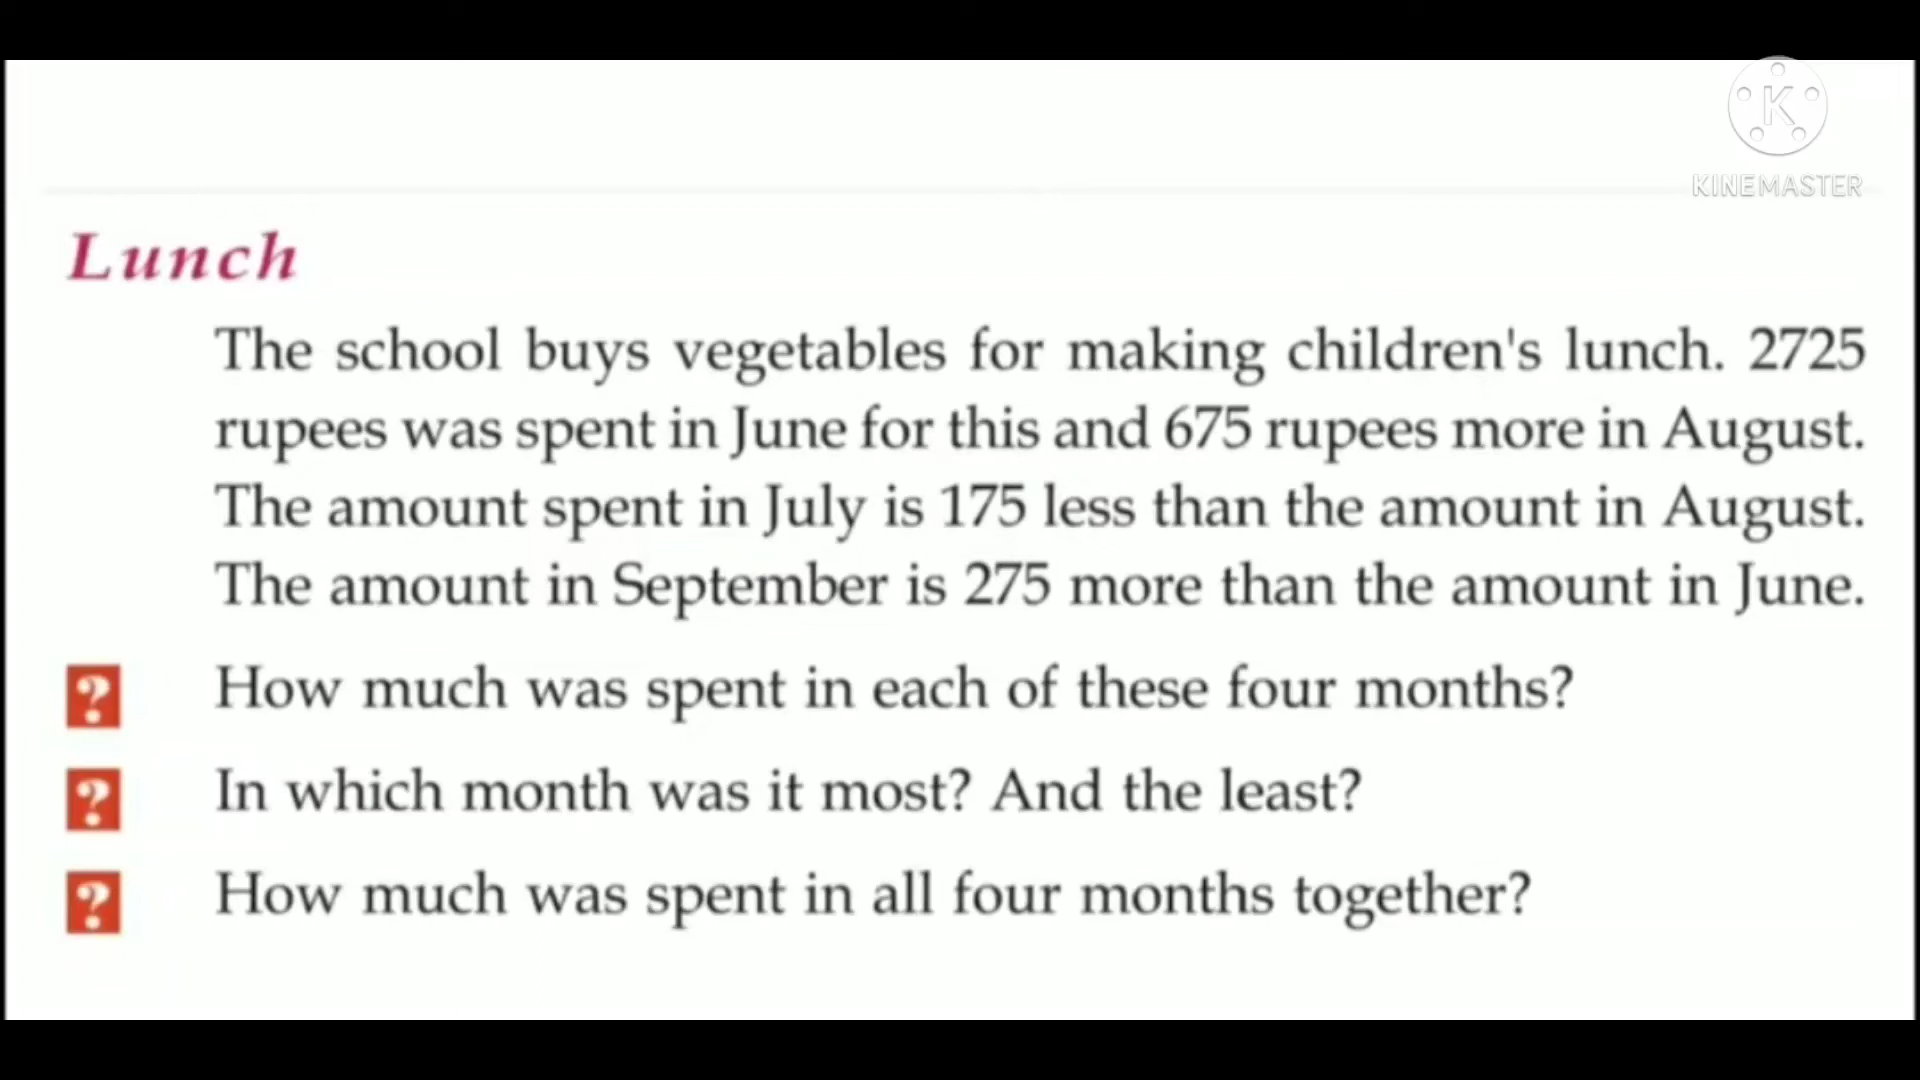 KINEMASTER
Lunch
The school buys vegetables for making children's lunch. 2725
rupees was spent in June for this and 675 rupees more in August.
The amount spent in July is 175 less than the amount in August.
The amount in September is 275 more than the amount in June.
? How much was spent in each of these four months?
? In which month was it most? And the least?
? How much was spent in all four months together?